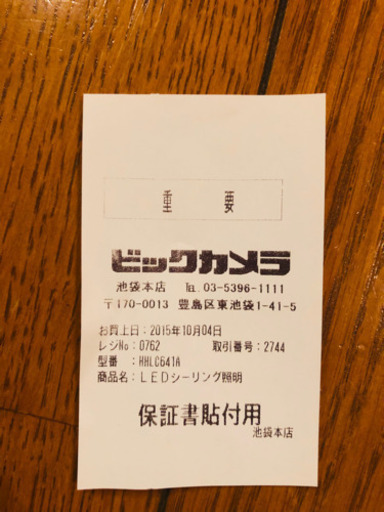 重 要
ビックカメラ
池袋本店 TEL.03-5396-1111
〒170-0013 豊島区東池袋1-41-5
お買上日:2015年10月04日
レジNo:0762 取引番号:2744
型番 :HHLC641A
商品名:LEDシーリング照明
保証書貼付用
池袋本店